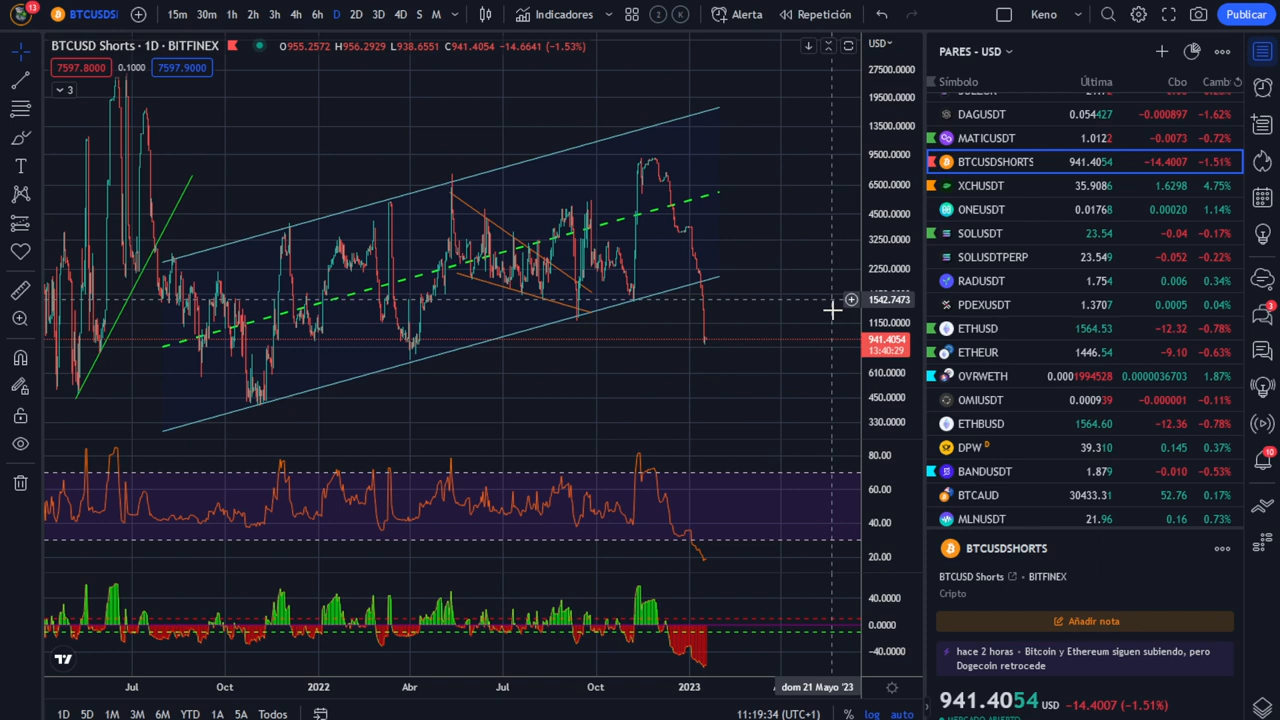 13
BTCUSDS
15m 30m 1h 2h 3h 4h 6h D 2D 3D 4D S M
Indicadores
2 K
Alerta
Repetición
Keno
Publicar
BTCUSD Shorts · 1D · BITFINEX O955.2572 H956.2929 L938.6551 C941.4054 -14.6641 (-1.53%)
7597.8000 0.1000 7597.9000
3
USD
27500.0000
19500.0000
13500.0000
9500.0000
6500.0000
4500.0000
3250.0000
2250.0000
1542.7473
1150.0000
941.4054
13:40:29
610.0000
450.0000
330.0000
80.00
60.00
40.00
20.00
40.0000
0.0000
-40.0000
Jul Oct 2022 Abr Jul Oct 2023 dom 21 Mayo '23
1D 5D 1M 3M 6M YTD 1A 5A Todos
11:19:34 (UTC+1) % log auto
PARES - USD
Símbolo Última Cbo Camb
DAGUSDT 0.054427 -0.000897 -1.62%
MATICUSDT 1.0122 -0.0073 -0.72%
BTCUSDSHORTS 941.4054 -14.4007 -1.51%
XCHUSDT 35.9086 1.6298 4.75%
ONEUSDT 0.01768 0.00020 1.14%
SOLUSDT 23.54 -0.04 -0.17%
SOLUSDTPERP 23.549 -0.052 -0.22%
RADUSDT 1.754 0.006 0.34%
PDEXUSDT 1.3707 0.0005 0.04%
ETHUSD 1564.53 -12.32 -0.78%
ETHEUR 1446.54 -9.10 -0.63%
OVRWETH 0.0001994528 0.0000036703 1.87%
OMIUSDT 0.000939 -0.000001 -0.11%
ETHBUSD 1564.60 -12.36 -0.78%
DPW D 39.310 0.145 0.37%
BANDUSDT 1.879 -0.010 -0.53%
BTCAUD 30433.31 52.76 0.17%
MLNUSDT 21.96 0.16 0.73%
BTCUSDSHORTS
BTCUSD Shorts • BITFINEX
Cripto
Añadir nota
hace 2 horas • Bitcoin y Ethereum siguen subiendo, pero
Dogecoin retrocede
941.4054 USD -14.4007 (-1.51%)
MERCADO ABIERTO
3
10